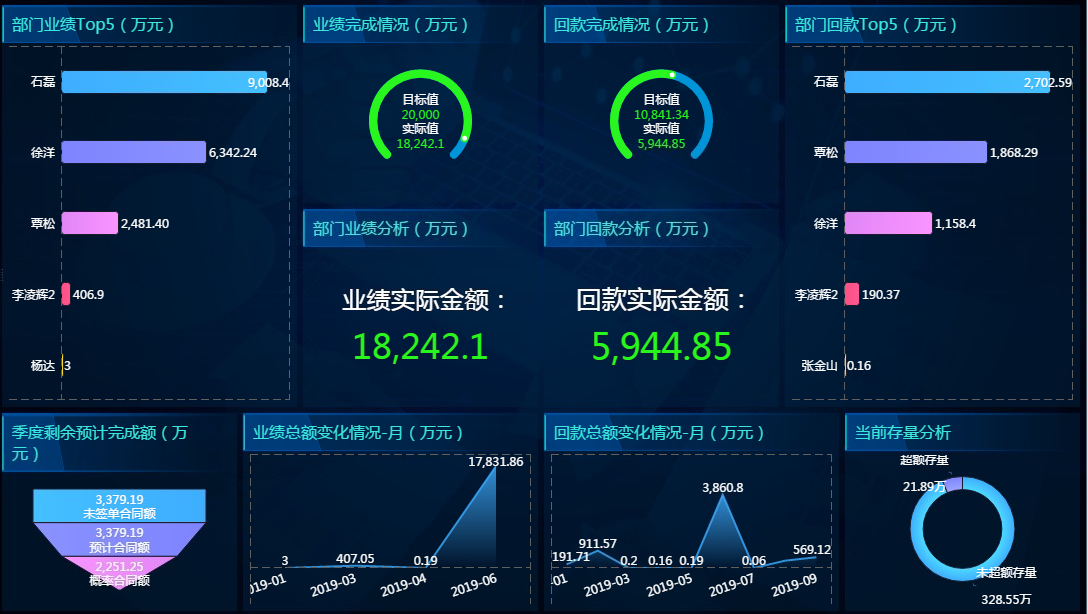 部门业绩Top5（万元）
石磊
9,008.4
徐洋
6,342.24
覃松
2,481.40
李凌辉2
406.9
杨达
3
业绩完成情况（万元）
目标值
20,000
实际值
18,242.1
回款完成情况（万元）
目标值
10,841.34
实际值
5,944.85
部门回款Top5（万元）
石磊
2,702.59
覃松
1,868.29
徐洋
1,158.4
李凌辉2
190.37
张金山
0.16
部门业绩分析（万元）
业绩实际金额：
18,242.1
部门回款分析（万元）
回款实际金额：
5,944.85
季度剩余预计完成额（万
元）
3,379.19
未签单合同额
3,379.19
预计合同额
2,251.25
概率合同额
业绩总额变化情况-月（万元）
17,831.86
3
407.05
0.19
2019-01
2019-03
2019-04
2019-06
回款总额变化情况-月（万元）
3,860.8
911.57
191.71
0.2
0.16
0.19
0.06
569.12
-01
2019-03
2019-05
2019-07
2019-09
当前存量分析
超额存量
21.89万
未超额存量
328.55万